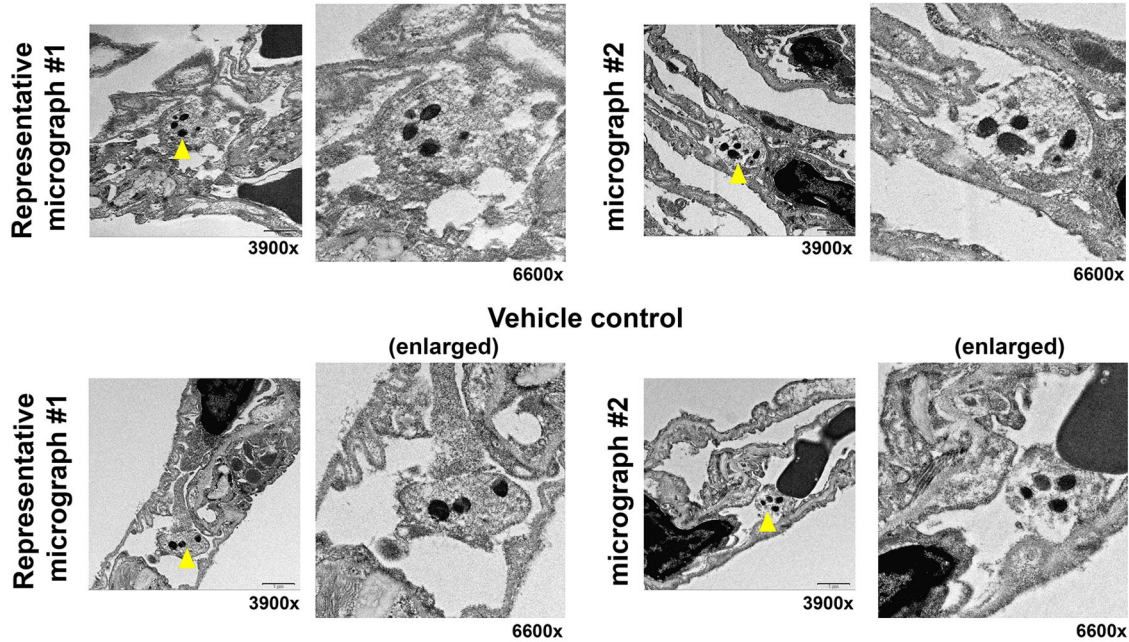 Representative
micrograph #1
3900x
6600x
micrograph #2
3900x
6600x
Vehicle control
(enlarged)
(enlarged)
Representative
micrograph #1
3900x
6600x
micrograph #2
3900x
6600x